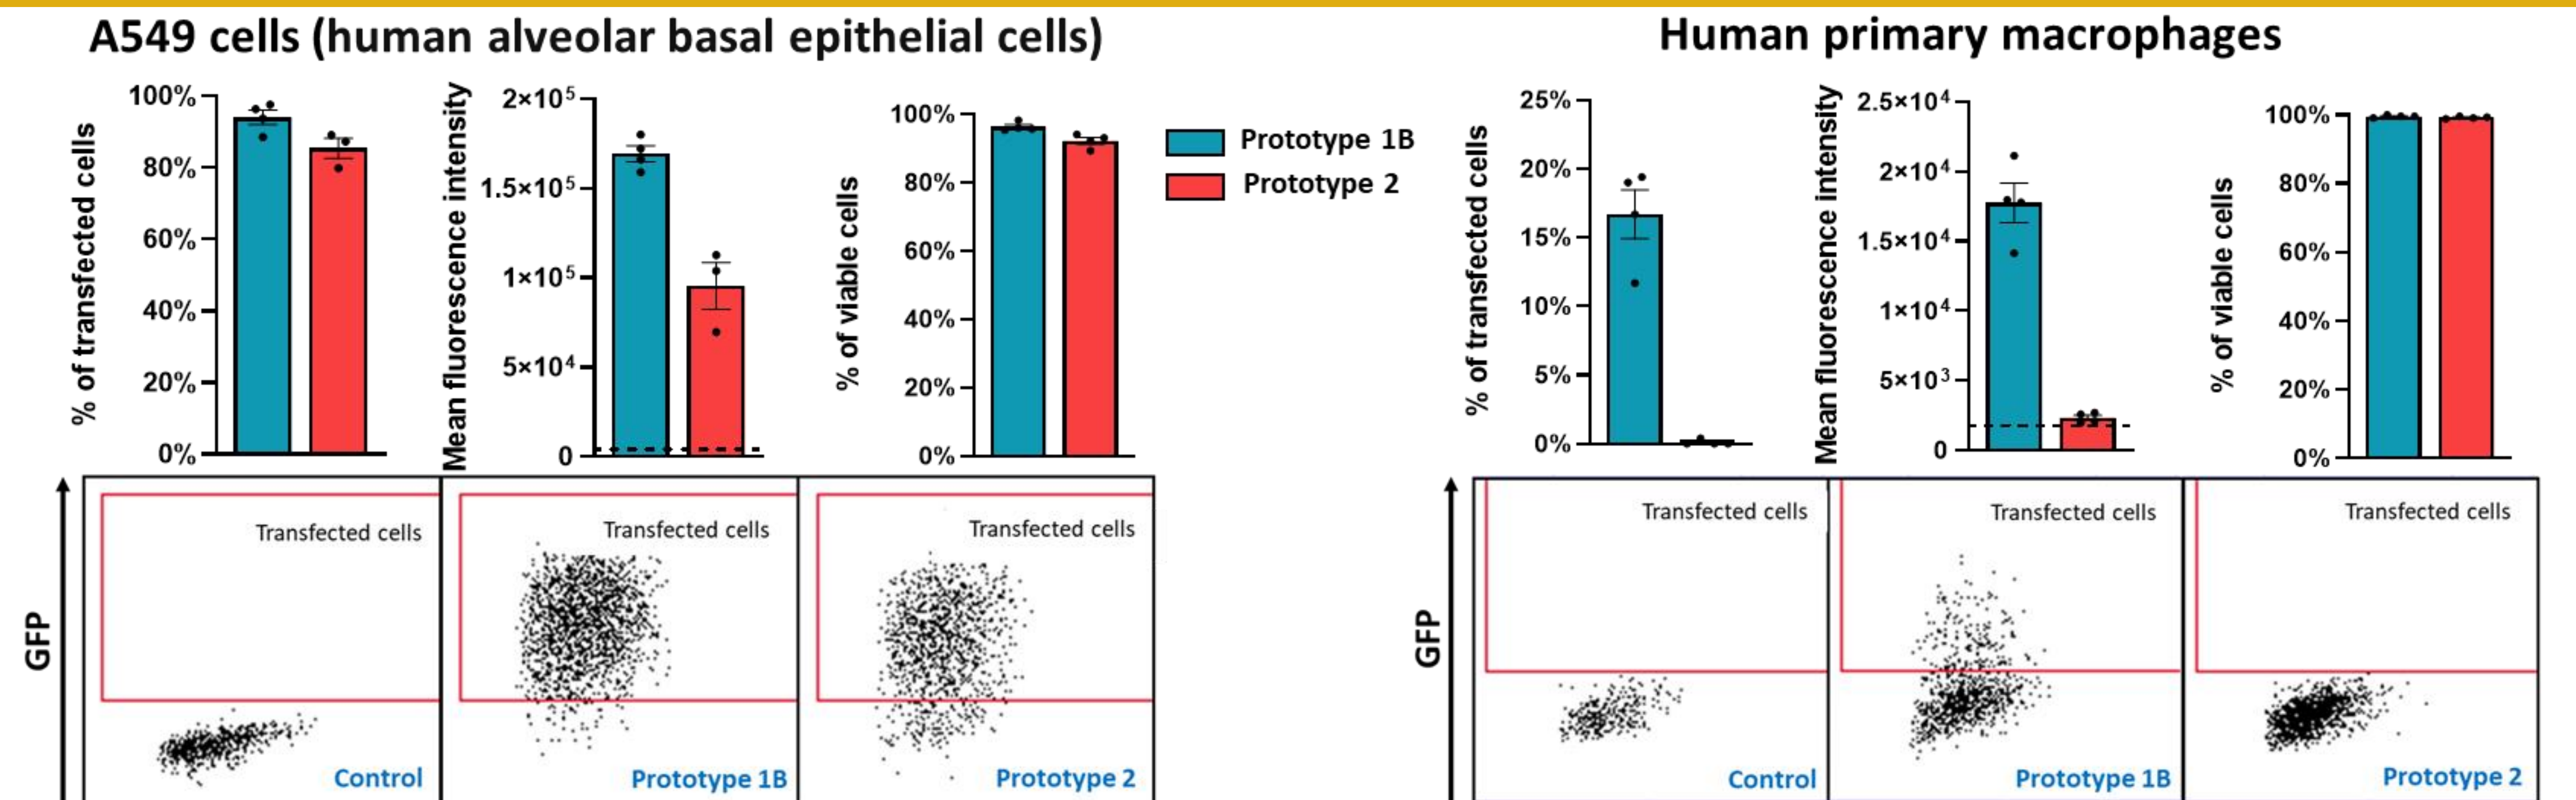 A549 cells (human alveolar basal epithelial cells)
Human primary macrophages
% of transfected cells
100%
80%
60%
40%
20%
0%
Mean fluorescence intensity
2×10⁵
1.5×10⁵
1×10⁵
5×10⁴
0
% of viable cells
100%
80%
60%
40%
20%
0%
Prototype 1B
Prototype 2
% of transfected cells
25%
20%
15%
10%
5%
0%
Mean fluorescence intensity
2.5×10⁴
2×10⁴
1.5×10⁴
1×10⁴
5×10³
0
% of viable cells
100%
80%
60%
40%
20%
0%
GFP
Transfected cells
Control
Transfected cells
Prototype 1B
Transfected cells
Prototype 2
GFP
Transfected cells
Control
Transfected cells
Prototype 1B
Transfected cells
Prototype 2